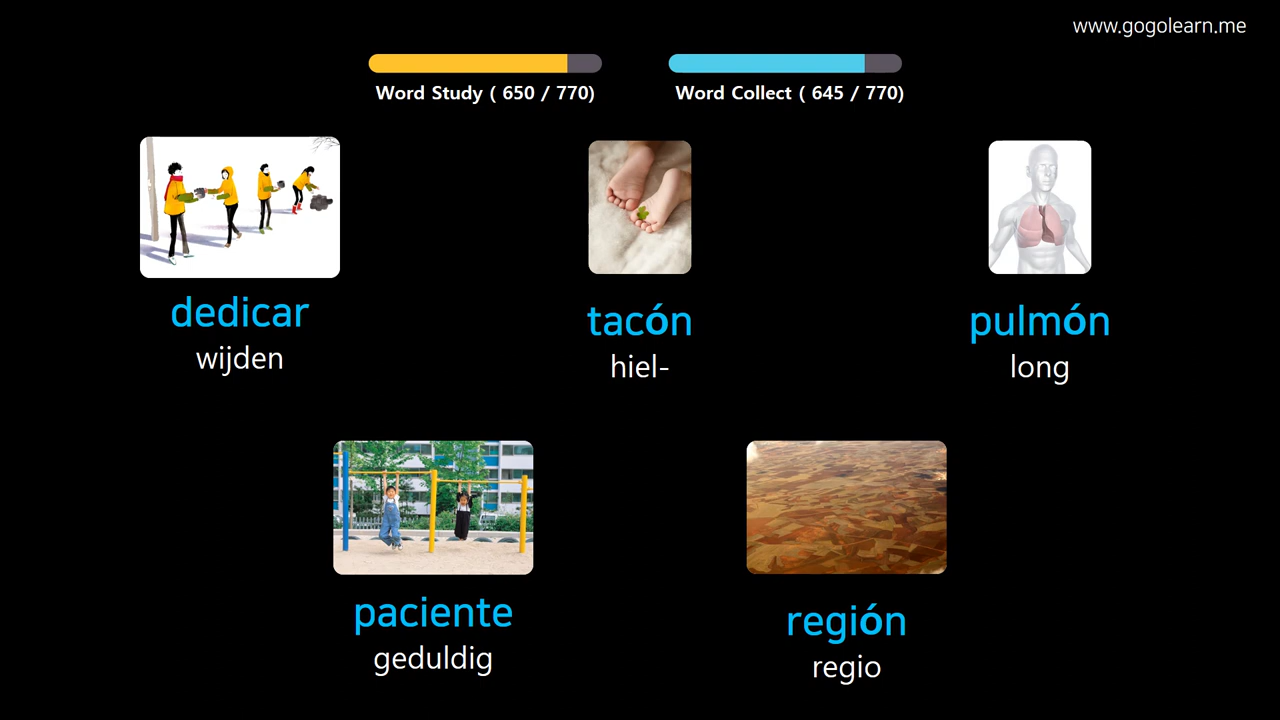 www.gogolearn.me
Word Study ( 650 / 770)
Word Collect ( 645 / 770)
dedicar
wijden
tacón
hiel-
pulmón
long
paciente
geduldig
región
regio